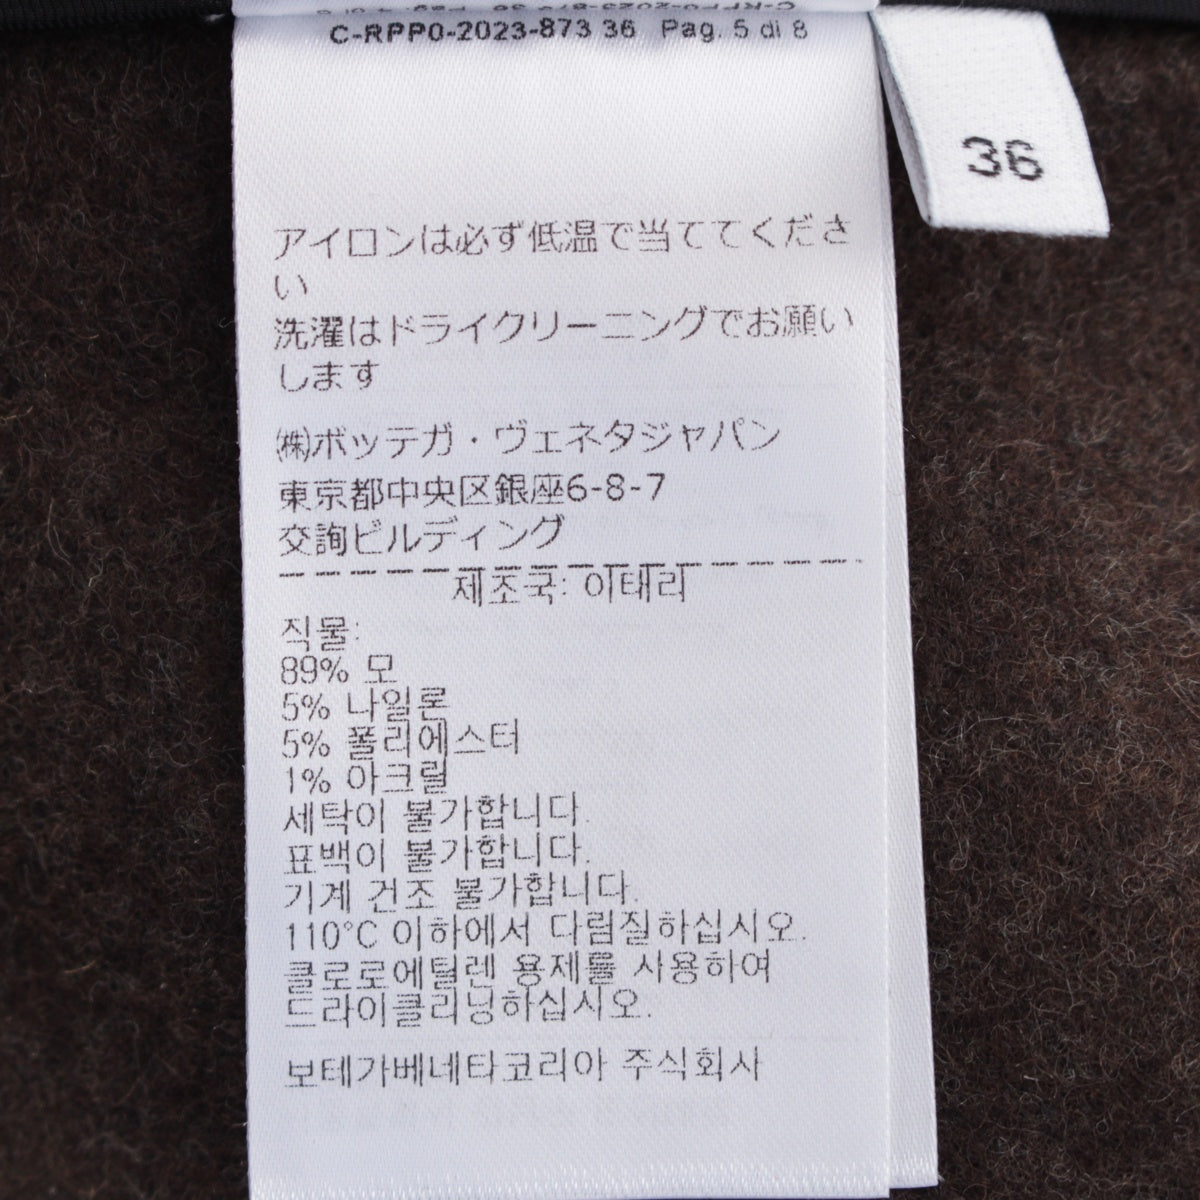 C-RPP0-2023-873 36 Pag. 5 di 8
36
アイロンは必ず低温で当ててくださ
い
洗濯はドライクリーニングでお願い
します
㈱ボッテガ・ヴェネタジャパン
東京都中央区銀座6-8-7
交詢ビルディング
제조국: 이태리
직물:
89% 모
5% 나일론
5% 폴리에스터
1% 아크릴
세탁이 불가합니다.
표백이 불가합니다.
기계 건조 불가합니다.
110°C 이하에서 다림질하십시오.
클로로에틸렌 용제를 사용하여
드라이클리닝하십시오.
보테가베네타코리아 주식회사